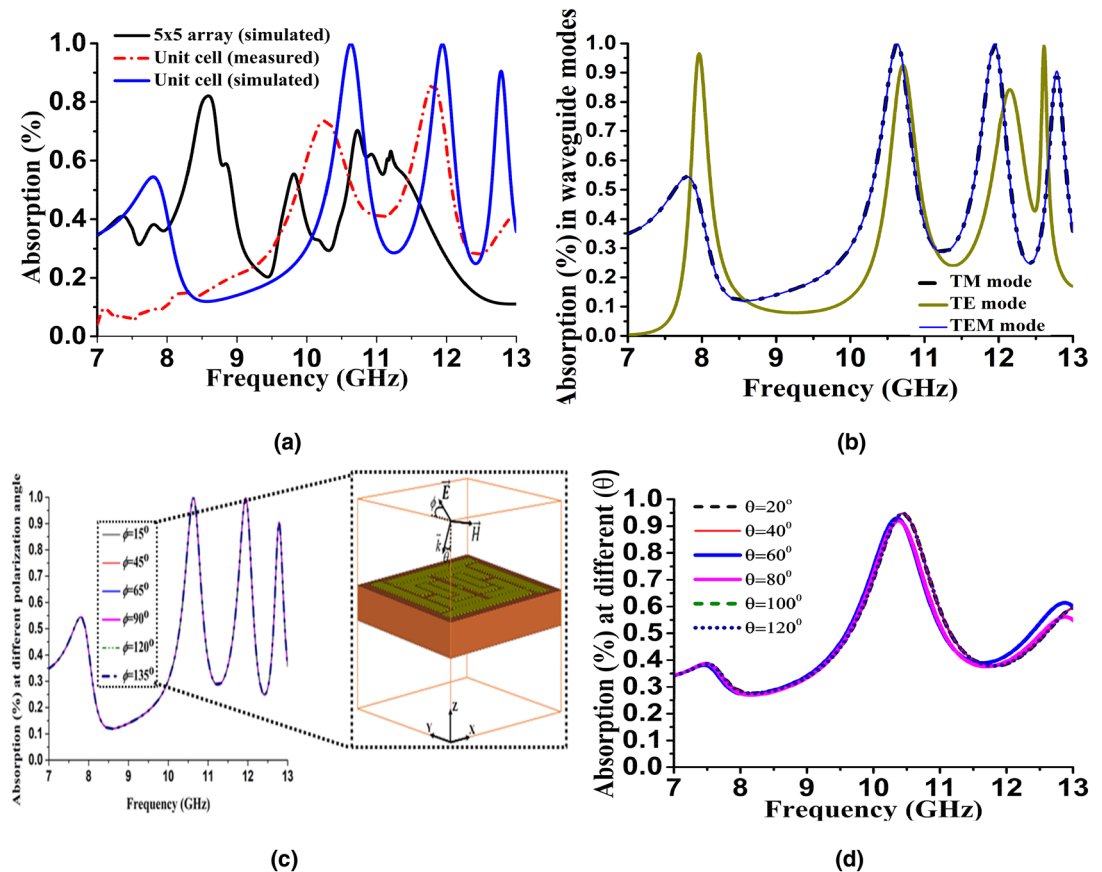 5x5 array (simulated)
Unit cell (measured)
Unit cell (simulated)
Absorption (%)
1.0
0.8
0.6
0.4
0.2
0.0
7 8 9 10 11 12 13
Frequency (GHz)
(a)
Absorption (%) in waveguide modes
1.0
0.9
0.8
0.7
0.6
0.5
0.4
0.3
0.2
0.1
0.0
TM mode
TE mode
TEM mode
7 8 9 10 11 12 13
Frequency (GHz)
(b)
Absorption (%) at different polarization angle
1.0
0.9
0.8
0.7
0.6
0.5
0.4
0.3
0.2
0.1
0.0
ϕ=15⁰
ϕ=45⁰
ϕ=65⁰
ϕ=90⁰
ϕ=120⁰
ϕ=135⁰
7 8 9 10 11 12 13
Frequency (GHz)
E
ϕ
H
k
θ
Z
Y X
(c)
Absorption (%) at different (θ)
1.0
0.9
0.8
0.7
0.6
0.5
0.4
0.3
0.2
0.1
0.0
θ=20°
θ=40°
θ=60°
θ=80°
θ=100°
θ=120°
7 8 9 10 11 12 13
Frequency (GHz)
(d)